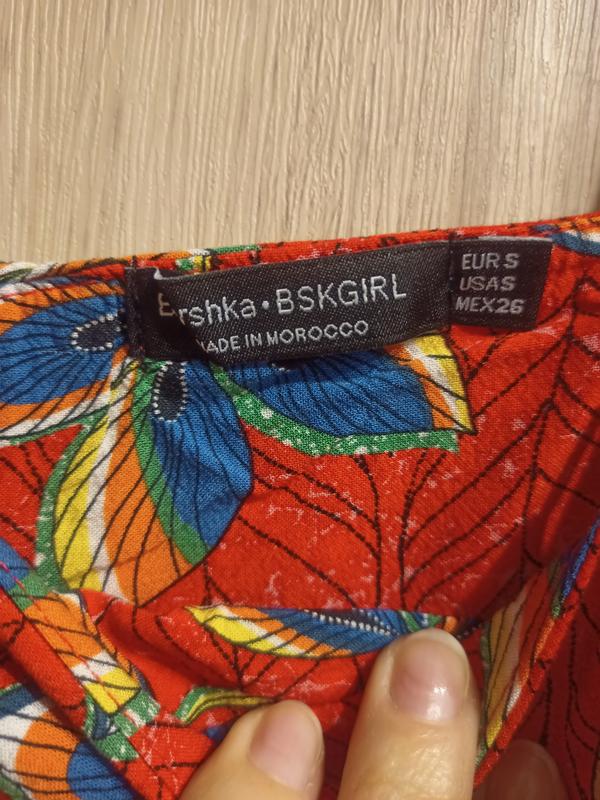 Bershka • BSKGIRL
MADE IN MOROCCO
EUR S
USA S
MEX 26